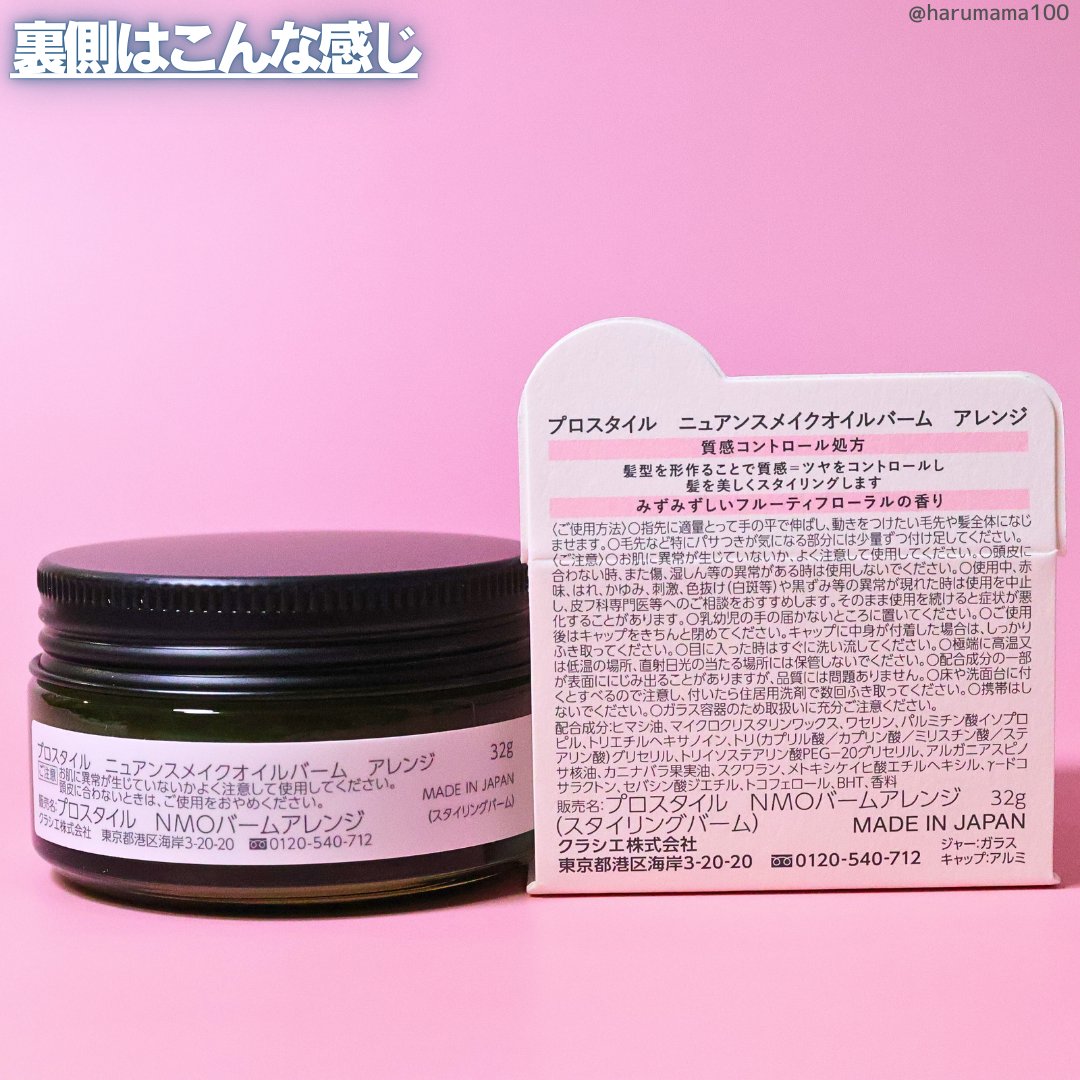 裏側はこんな感じ
@harumama100
プロスタイル ニュアンスメイクオイルバーム アレンジ
質感コントロール処方
髪型を形作ることで質感=ツヤをコントロールし
髪を美しくスタイリングします
みずみずしいフルーティフローラルの香り
〈ご使用方法〉○指先に適量とって手の平で伸ばし、動きをつけたい毛先や髪全体になじ
ませます。○毛先など特にパサつきが気になる部分には少量ずつ付け足してください。
〈ご注意〉○お肌に異常が生じていないか、よく注意して使用してください。○頭皮に
合わない時、また傷、湿しん等の異常がある時は使用しないでください。○使用中、赤
味、はれ、かゆみ、刺激、色抜け(白斑等)や黒ずみ等の異常が現れた時は使用を中止
し、皮フ科専門医等へのご相談をおすすめします。そのまま使用を続けると症状が悪
化することがあります。○乳幼児の手の届かないところに置いてください。○ご使用
後はキャップをきちんと閉めてください。キャップに中身が付着した場合は、しっかり
ふき取ってください。○目に入った時はすぐに洗い流してください。○極端に高温又
は低温の場所、直射日光の当たる場所には保管しないでください。○配合成分の一部
が表面ににじみ出ることがありますが、品質には問題ありません。○床や洗面台に付
くとすべるので注意し、付いたら住居用洗剤で数回ふき取ってください。○携帯はし
ないでください。○ガラス容器のため取扱いに充分ご注意ください。
配合成分:ヒマシ油、マイクロクリスタリンワックス、ワセリン、パルミチン酸イソプロ
ピル、トリエチルヘキサノイン、トリ(カプリル酸/カプリン酸/ミリスチン酸/ステ
アリン酸)グリセリル、トリイソステアリン酸PEG-20グリセリル、アルガニアスピノ
サ核油、カニナバラ果実油、スクワラン、メトキシケイヒ酸エチルヘキシル、γ-ドコ
サラクトン、セバシン酸ジエチル、トコフェロール、BHT、香料
販売名:プロスタイル NMOバームアレンジ 32g
(スタイリングバーム) MADE IN JAPAN
クラシエ株式会社 ジャー:ガラス
東京都港区海岸3-20-20 0120-540-712 キャップ:アルミ
プロスタイル ニュアンスメイクオイルバーム アレンジ 32g
ご注意 お肌に異常が生じていないかよく注意して使用してください。
頭皮に合わないときは、ご使用をおやめください。 MADE IN JAPAN
販売名:プロスタイル NMOバームアレンジ (スタイリングバーム)
クラシエ株式会社 東京都港区海岸3-20-20 0120-540-712